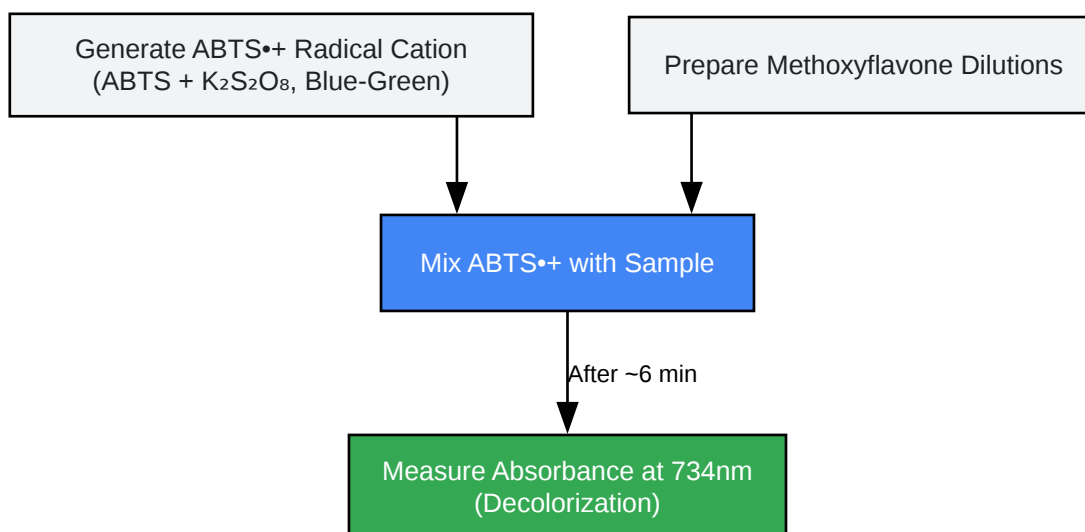 Generate ABTS•+ Radical Cation
(ABTS + K₂S₂O₈, Blue-Green)
Prepare Methoxyflavone Dilutions
Mix ABTS•+ with Sample
After ~6 min
Measure Absorbance at 734nm
(Decolorization)